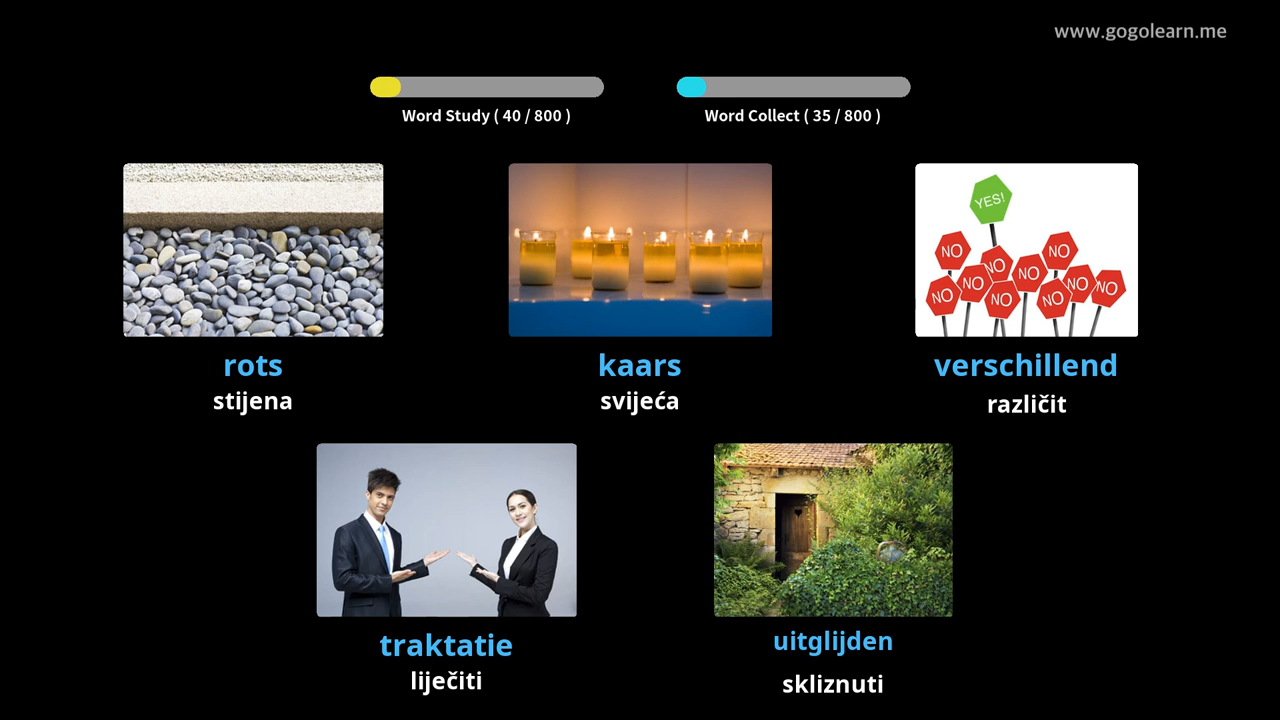 www.gogolearn.me
Word Study ( 40 / 800 )
Word Collect ( 35 / 800 )
YES!
NO
NO
NO
NO
NO
NO
NO
NO
NO
NO
rots
kaars
verschillend
stijena
svijeća
različit
traktatie
uitglijden
liječiti
skliznuti